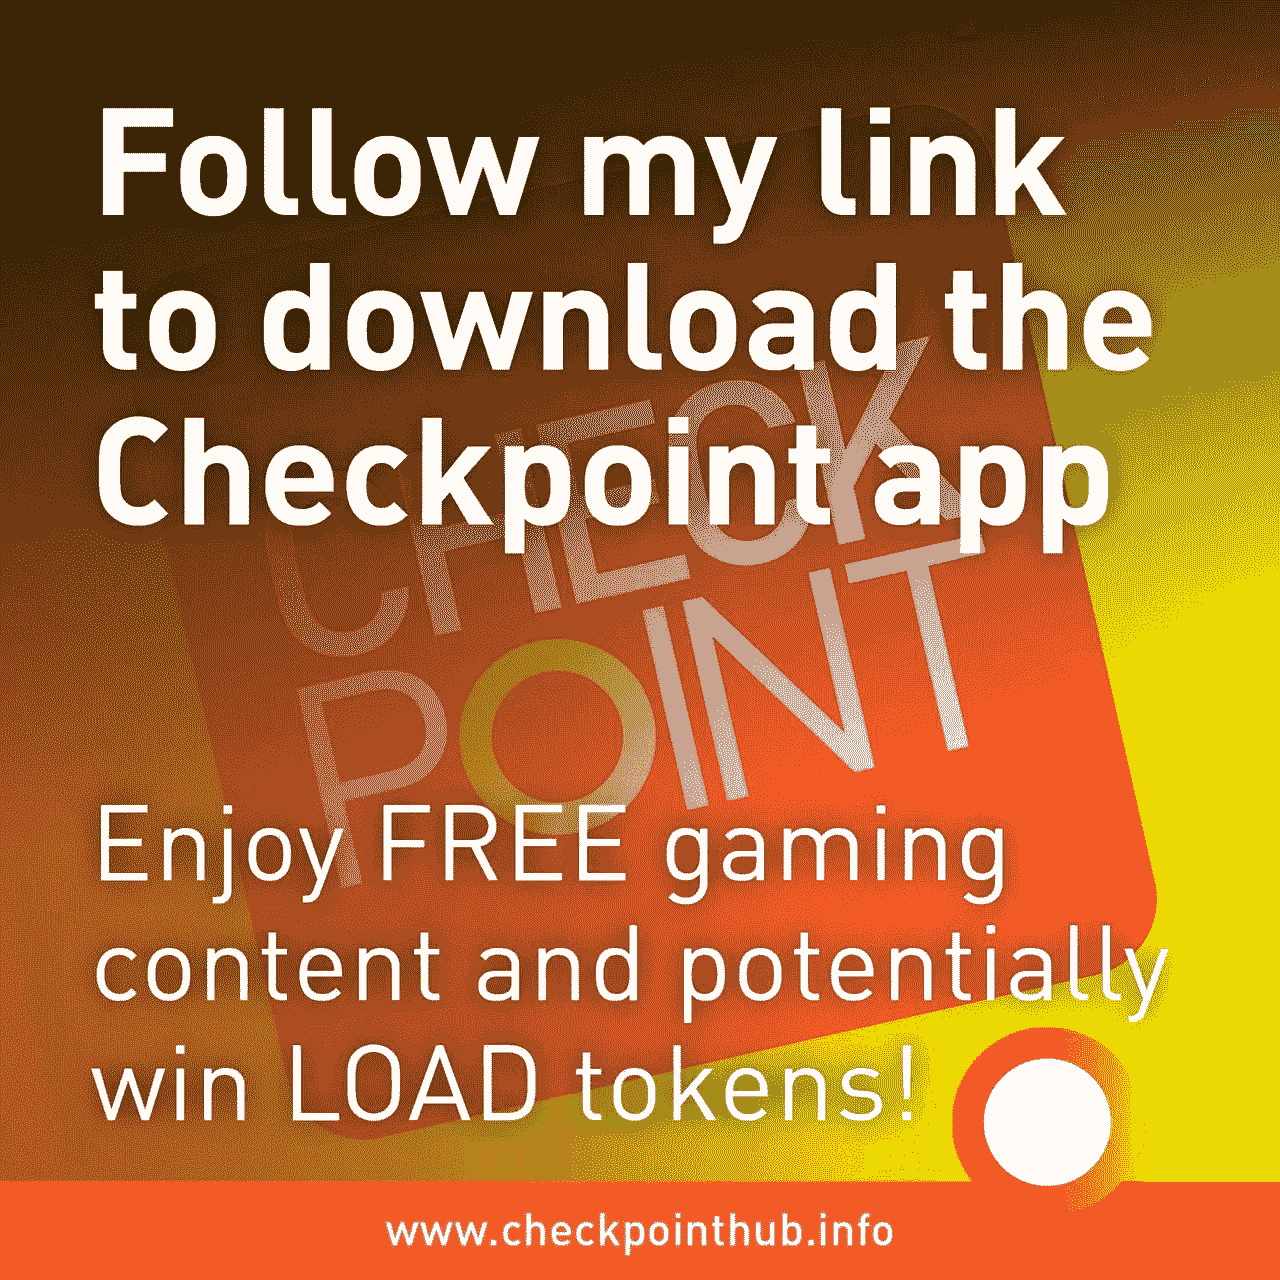 Follow my link
to download the
Checkpoint app
CHECK
POINT
Enjoy FREE gaming
content and potentially
win LOAD tokens!
www.checkpointhub.info